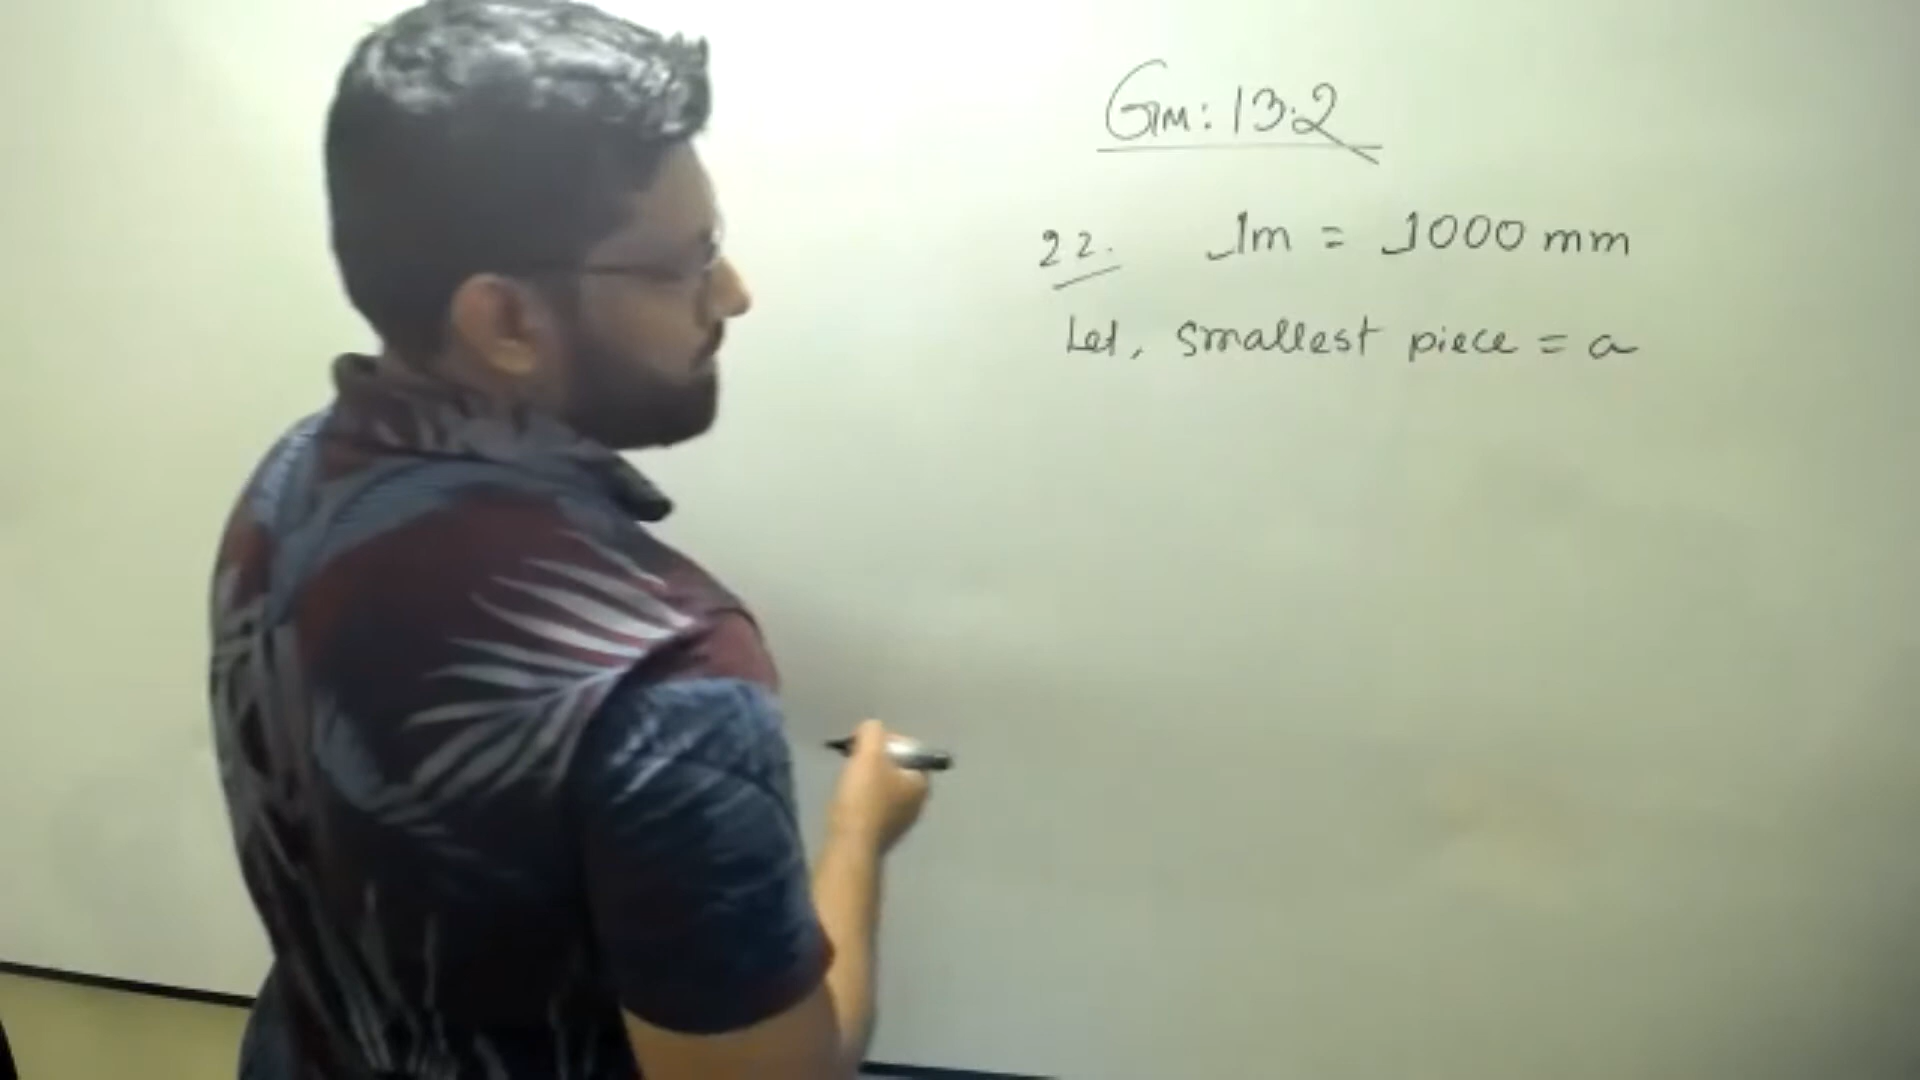 Gm: 13.2
22. 1m = 1000 mm
Let, smallest piece = a